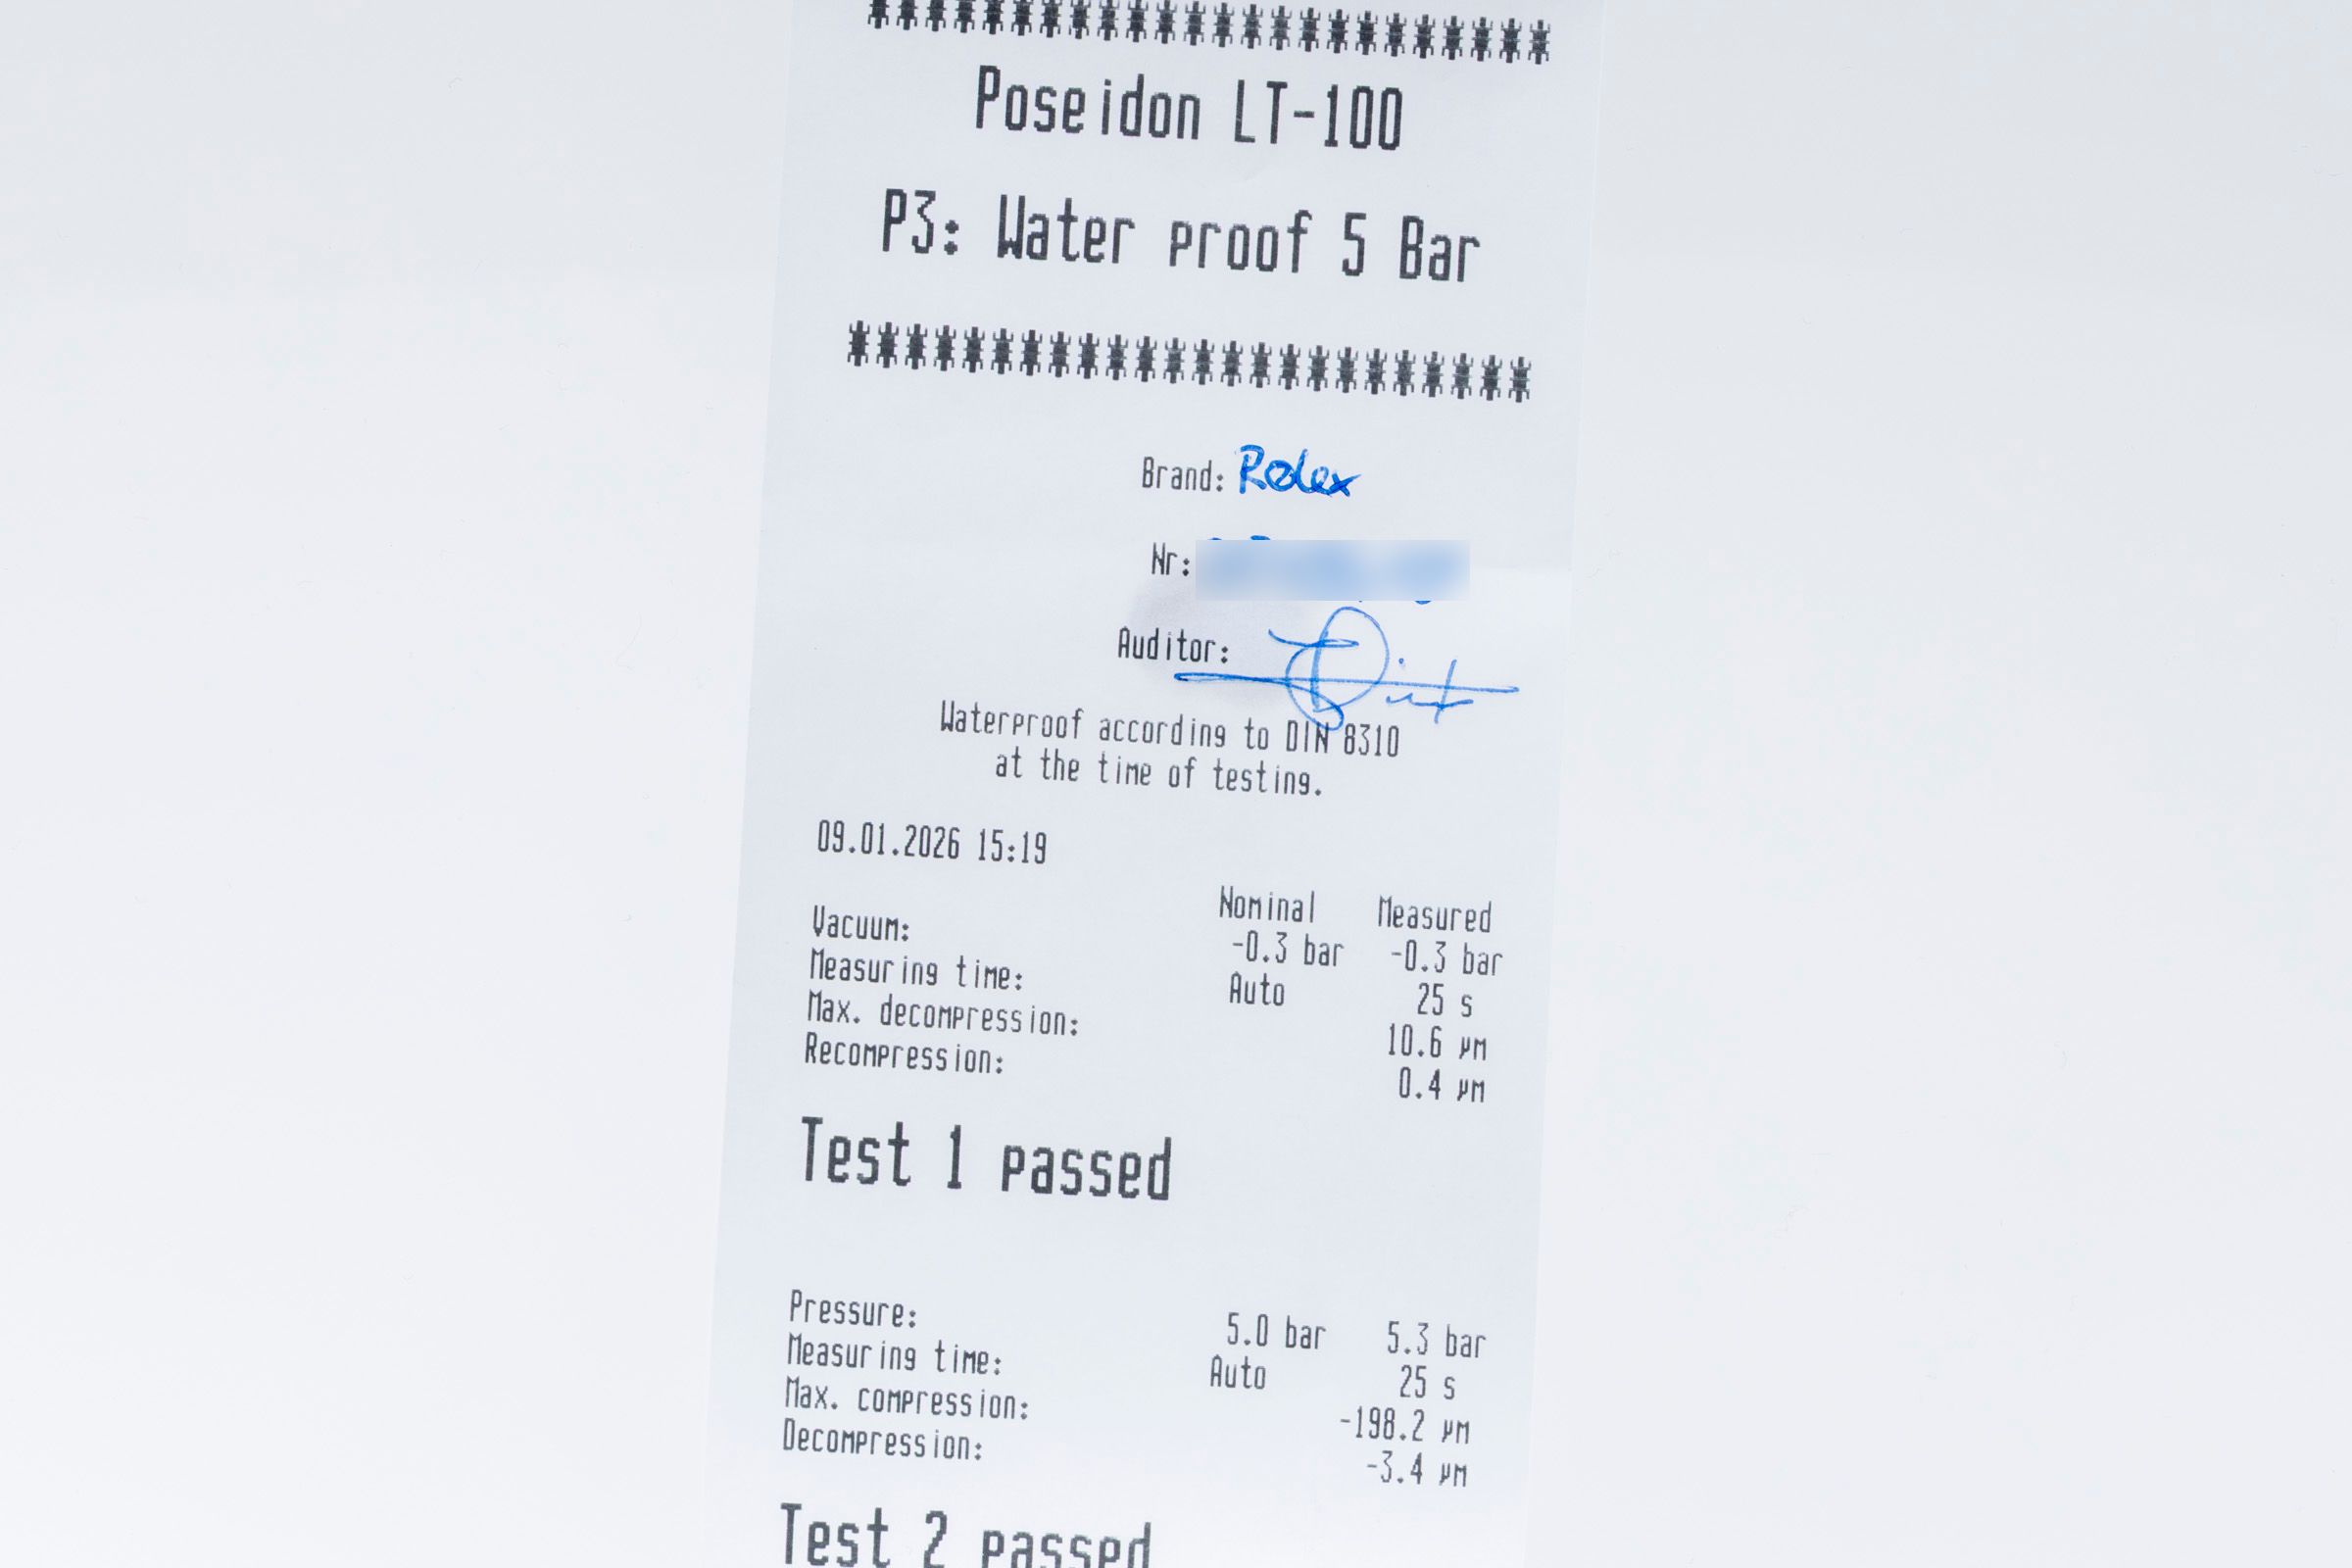 Poseidon LT-100
P3: Water proof 5 Bar
Brand: Rolex
Nr:
Auditor:
Waterproof according to DIN 8310
at the time of testing.
09.01.2026 15:19
Nominal Measured
Vacuum: -0.3 bar -0.3 bar
Measuring time: Auto 25 s
Max. decompression: 10.6 µm
Recompression: 0.4 µm
Test 1 passed
Pressure: 5.0 bar 5.3 bar
Measuring time: Auto 25 s
Max. compression: -198.2 µm
Decompression: -3.4 µm
Test 2 passed